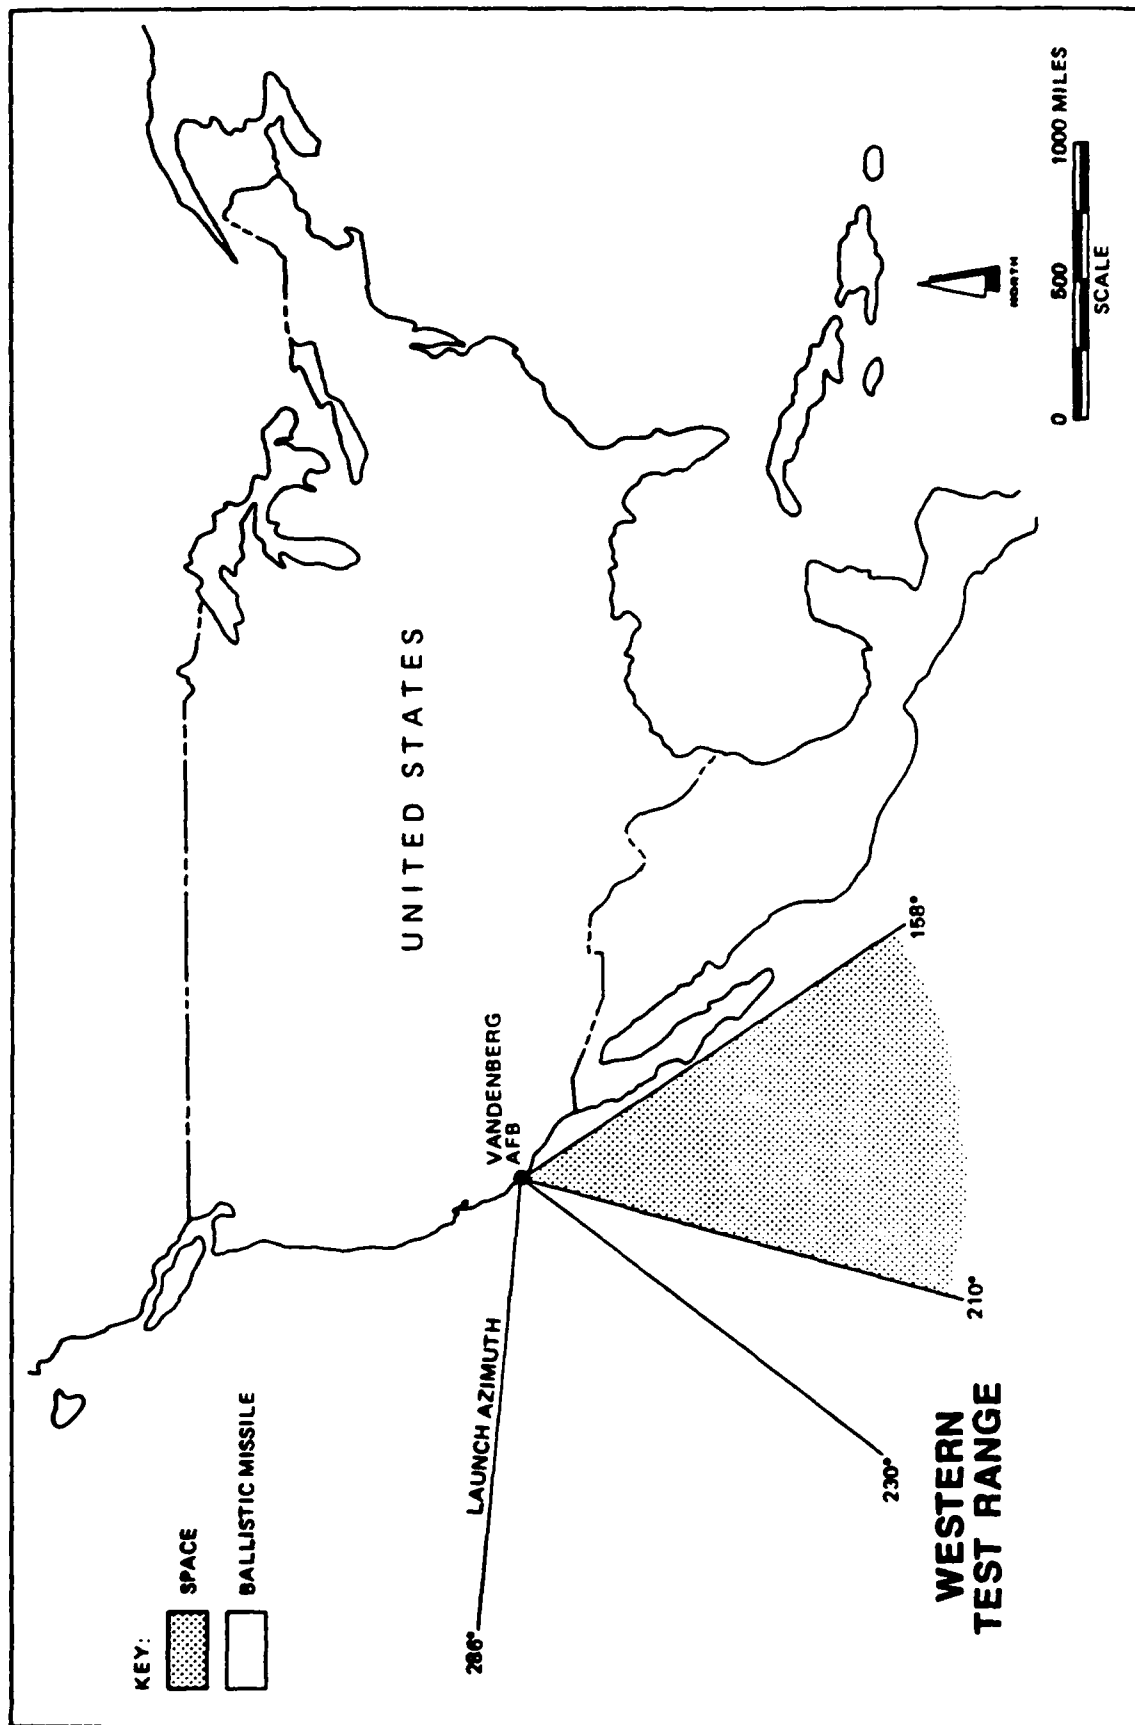 KEY:
SPACE
BALLISTIC MISSILE
UNITED STATES
VANDENBERG
AFB
LAUNCH AZIMUTH
286°
230°
210°
158°
WESTERN
TEST RANGE
NORTH
0 500 1000 MILES
SCALE